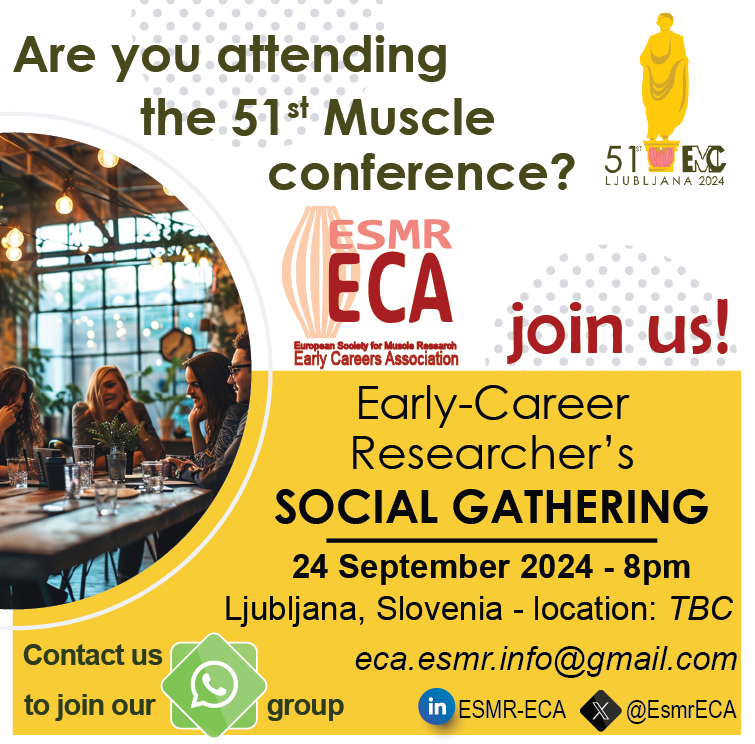 Are you attending
the 51st Muscle
conference?
51ST EMC
LJUBLJANA 2024
ESMR
ECA
European Society for Muscle Research
Early Careers Association
join us!
Early-Career
Researcher's
SOCIAL GATHERING
24 September 2024 - 8pm
Ljubljana, Slovenia - location: TBC
eca.esmr.info@gmail.com
Contact us
to join our group
in ESMR-ECA X @EsmrECA